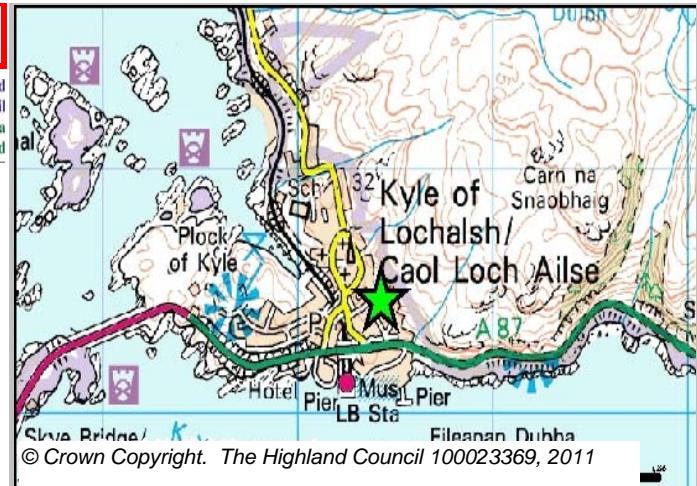 Sch
32
Kyle of
Lochalsh/
Caol Loch Ailse
Carn na
Snaobhaig
Plock
of Kyle
P
A 87
Hotel
Pier
Mus
Pier
LB Sta
Skye Bridge/
Eileanan Dubha
© Crown Copyright. The Highland Council 100023369, 2011